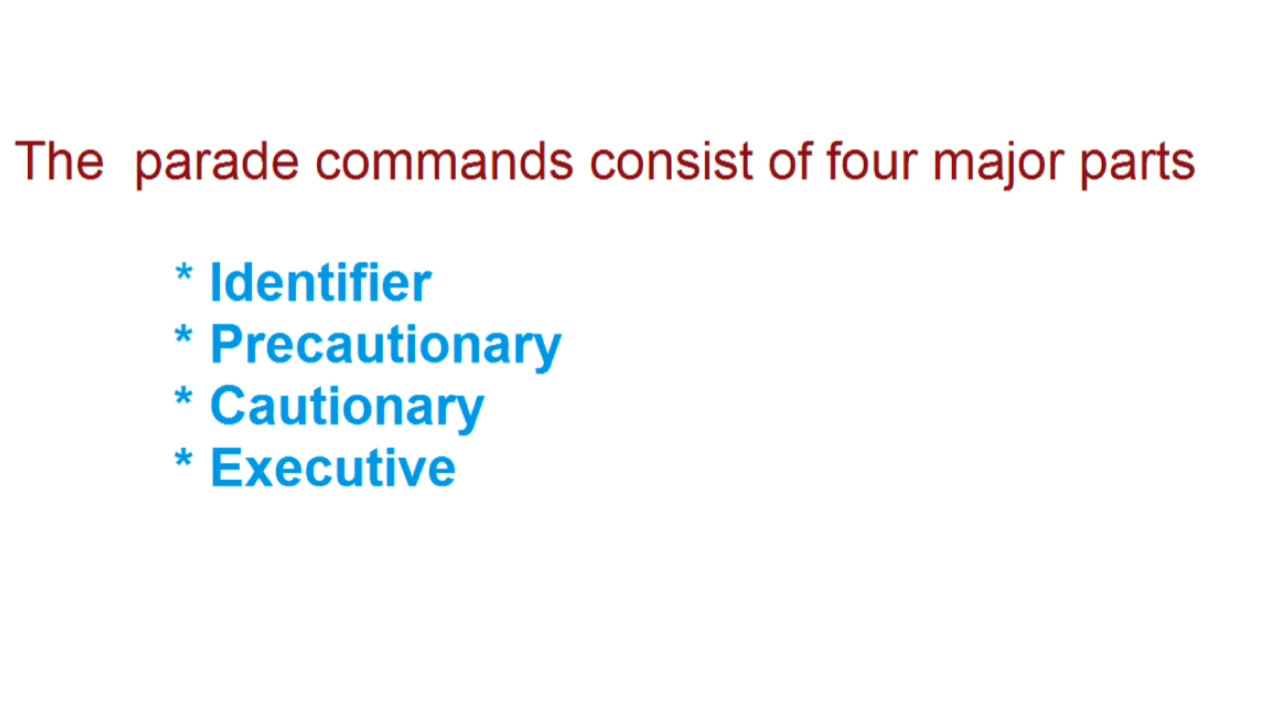 The parade commands consist of four major parts
* Identifier
* Precautionary
* Cautionary
* Executive